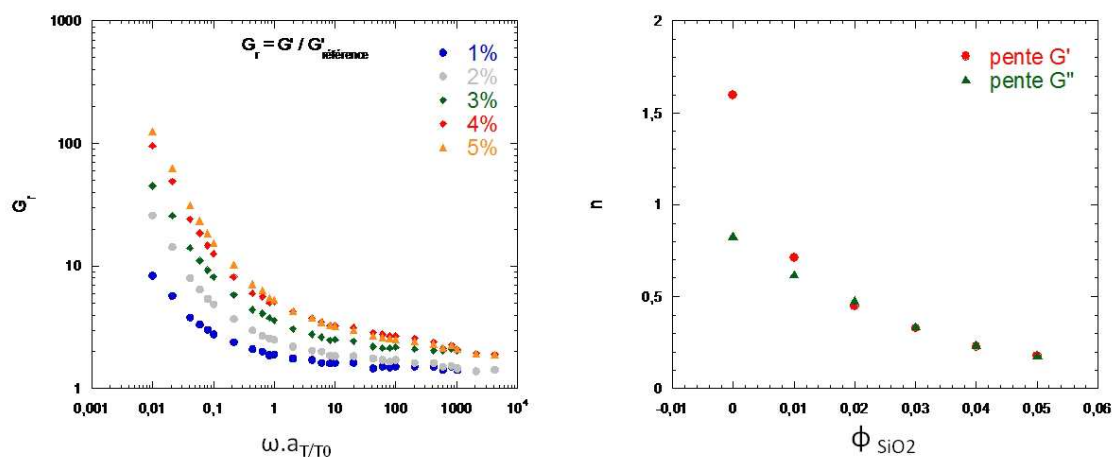 1000
100
10
1
G_r
G_r = G' / G'_référence
1%
2%
3%
4%
5%
0,001 0,01 0,1 1 10 100 1000 10^4
ω.a_T/T0
2
1,5
1
0,5
0
n
pente G'
pente G"
-0,01 0 0,01 0,02 0,03 0,04 0,05 0,06
ϕ_SiO2